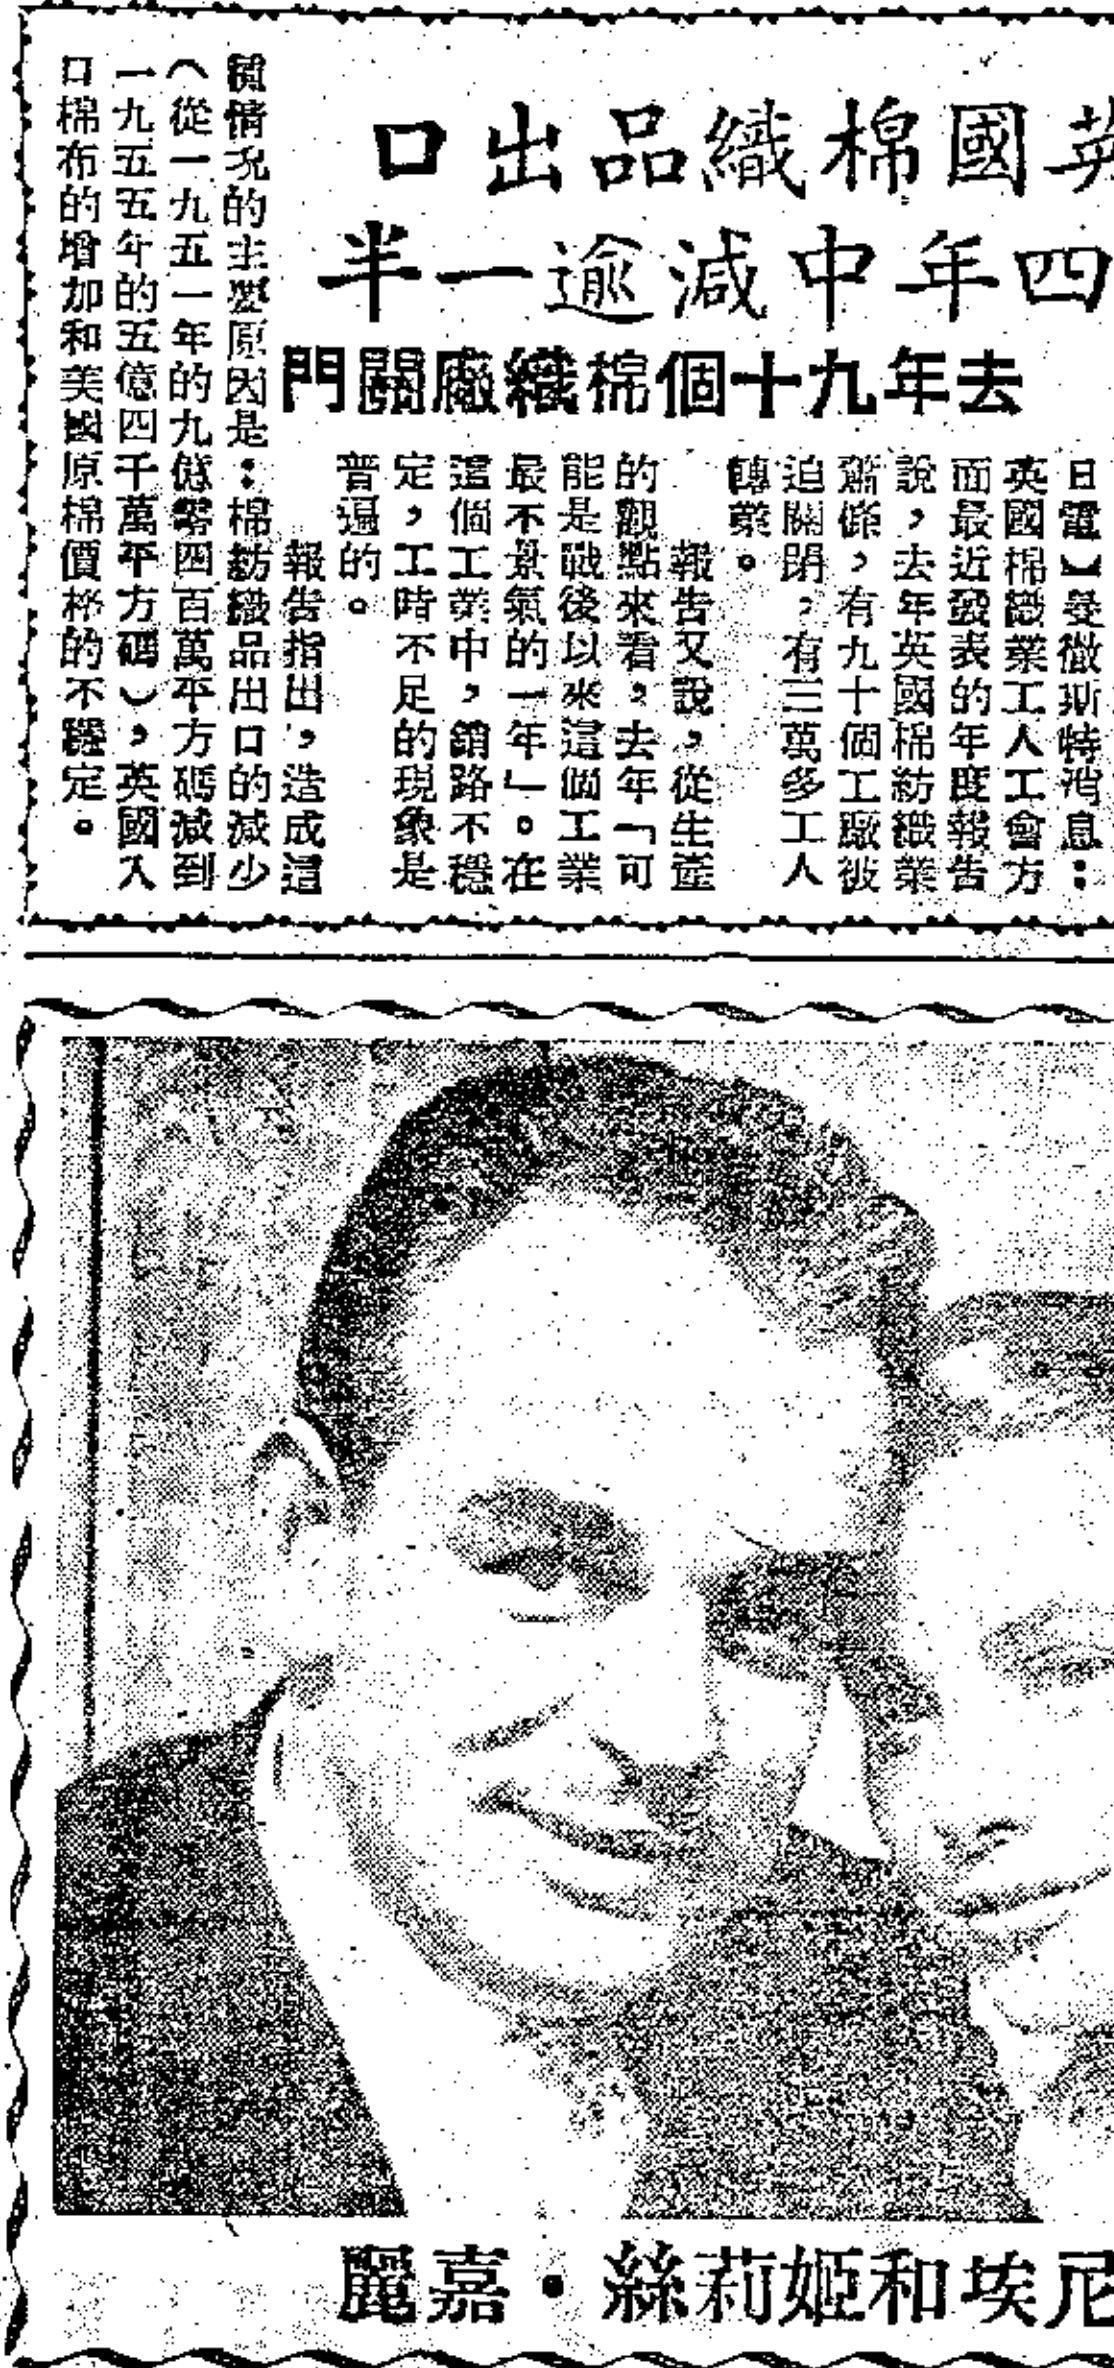 英國棉織品出口
四年中減逾一半
去年九十個棉織廠關門
日電】曼徹斯特消息：
英國棉織業工人工會方
面最近發表的年度報告
說，去年英國棉紡織業
蕭條，有九十個工廠被
迫關閉，有三萬多工人
轉業。
報告又說，從生產
的觀點來看，去年「可
能是戰後以來這個工業
最不景氣的一年」。在
這個工業中，銷路不穩
定，工時不足的現象是
普遍的。
報告指出，造成這
種情況的主要原因是：棉紡織品出口的減少
（從一九五一年的九億零四百萬平方碼減到
一九五五年的五億四千萬平方碼），英國入
口棉布的增加和美國原棉價格的不穩定。
尼埃和姬莉絲·嘉麗